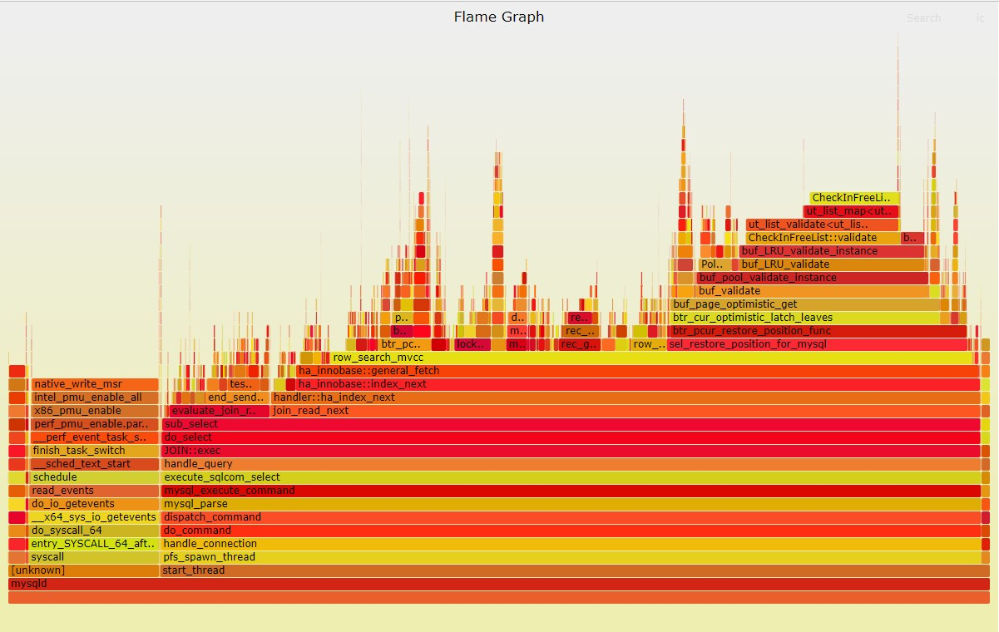 Flame Graph
Search ic
CheckInFreeLi..
ut_list_map<ut..
ut_list_validate<ut_lis..
CheckInFreeList::validate b..
buf_LRU_validate_instance
Pol.. buf_LRU_validate
buf_pool_validate_instance
buf_validate
buf_page_optimistic_get
p.. d.. re.. btr_cur_optimistic_latch_leaves
b.. m.. rec_.. btr_pcur_restore_position_func
btr_pc.. lock.. m.. rec_g.. row_.. sel_restore_position_for_mysql
row_search_mvcc
ha_innobase::general_fetch
native_write_msr tes.. ha_innobase::index_next
intel_pmu_enable_all end_send.. handler::ha_index_next
x86_pmu_enable evaluate_join_r.. join_read_next
perf_pmu_enable.par.. sub_select
__perf_event_task_s.. do_select
finish_task_switch JOIN::exec
__sched_text_start handle_query
schedule execute_sqlcom_select
read_events mysql_execute_command
do_io_getevents mysql_parse
__x64_sys_io_getevents dispatch_command
do_syscall_64 do_command
entry_SYSCALL_64_aft.. handle_connection
syscall pfs_spawn_thread
[unknown] start_thread
mysqld